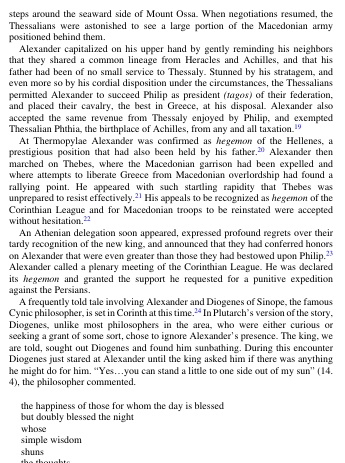 steps around the seaward side of Mount Ossa. When negotiations resumed, the
Thessalians were astonished to see a large portion of the Macedonian army
positioned behind them.
Alexander capitalized on his upper hand by gently reminding his neighbors
that they shared a common lineage from Heracles and Achilles, and that his
father had been of no small service to Thessaly. Stunned by his stratagem, and
even more so by his cordial disposition under the circumstances, the Thessalians
permitted Alexander to succeed Philip as president (tagos) of their federation,
and placed their cavalry, the best in Greece, at his disposal. Alexander also
accepted the same revenue from Thessaly enjoyed by Philip, and exempted
Thessalian Phthia, the birthplace of Achilles, from any and all taxation.19
At Thermopylae Alexander was confirmed as hegemon of the Hellenes, a
prestigious position that had also been held by his father.20 Alexander then
marched on Thebes, where the Macedonian garrison had been expelled and
where attempts to liberate Greece from Macedonian overlordship had found a
rallying point. He appeared with such startling rapidity that Thebes was
unprepared to resist effectively.21 His appeals to be recognized as hegemon of the
Corinthian League and for Macedonian troops to be reinstated were accepted
without hesitation.22
An Athenian delegation soon appeared, expressed profound regrets over their
tardy recognition of the new king, and announced that they had conferred honors
on Alexander that were even greater than those they had bestowed upon Philip.23
Alexander called a plenary meeting of the Corinthian League. He was declared
its hegemon and granted the support he requested for a punitive expedition
against the Persians.
A frequently told tale involving Alexander and Diogenes of Sinope, the famous
Cynic philosopher, is set in Corinth at this time.24 In Plutarch's version of the story,
Diogenes, unlike most philosophers in the area, who were either curious or
seeking a grant of some sort, chose to ignore Alexander's presence. The king, we
are told, sought out Diogenes and found him sunbathing. During this encounter
Diogenes just stared at Alexander until the king asked him if there was anything
he might do for him. “Yes…you can stand a little to one side out of my sun” (14.
4), the philosopher commented.
the happiness of those for whom the day is blessed
but doubly blessed the night
whose
simple wisdom
shuns
the thoughts